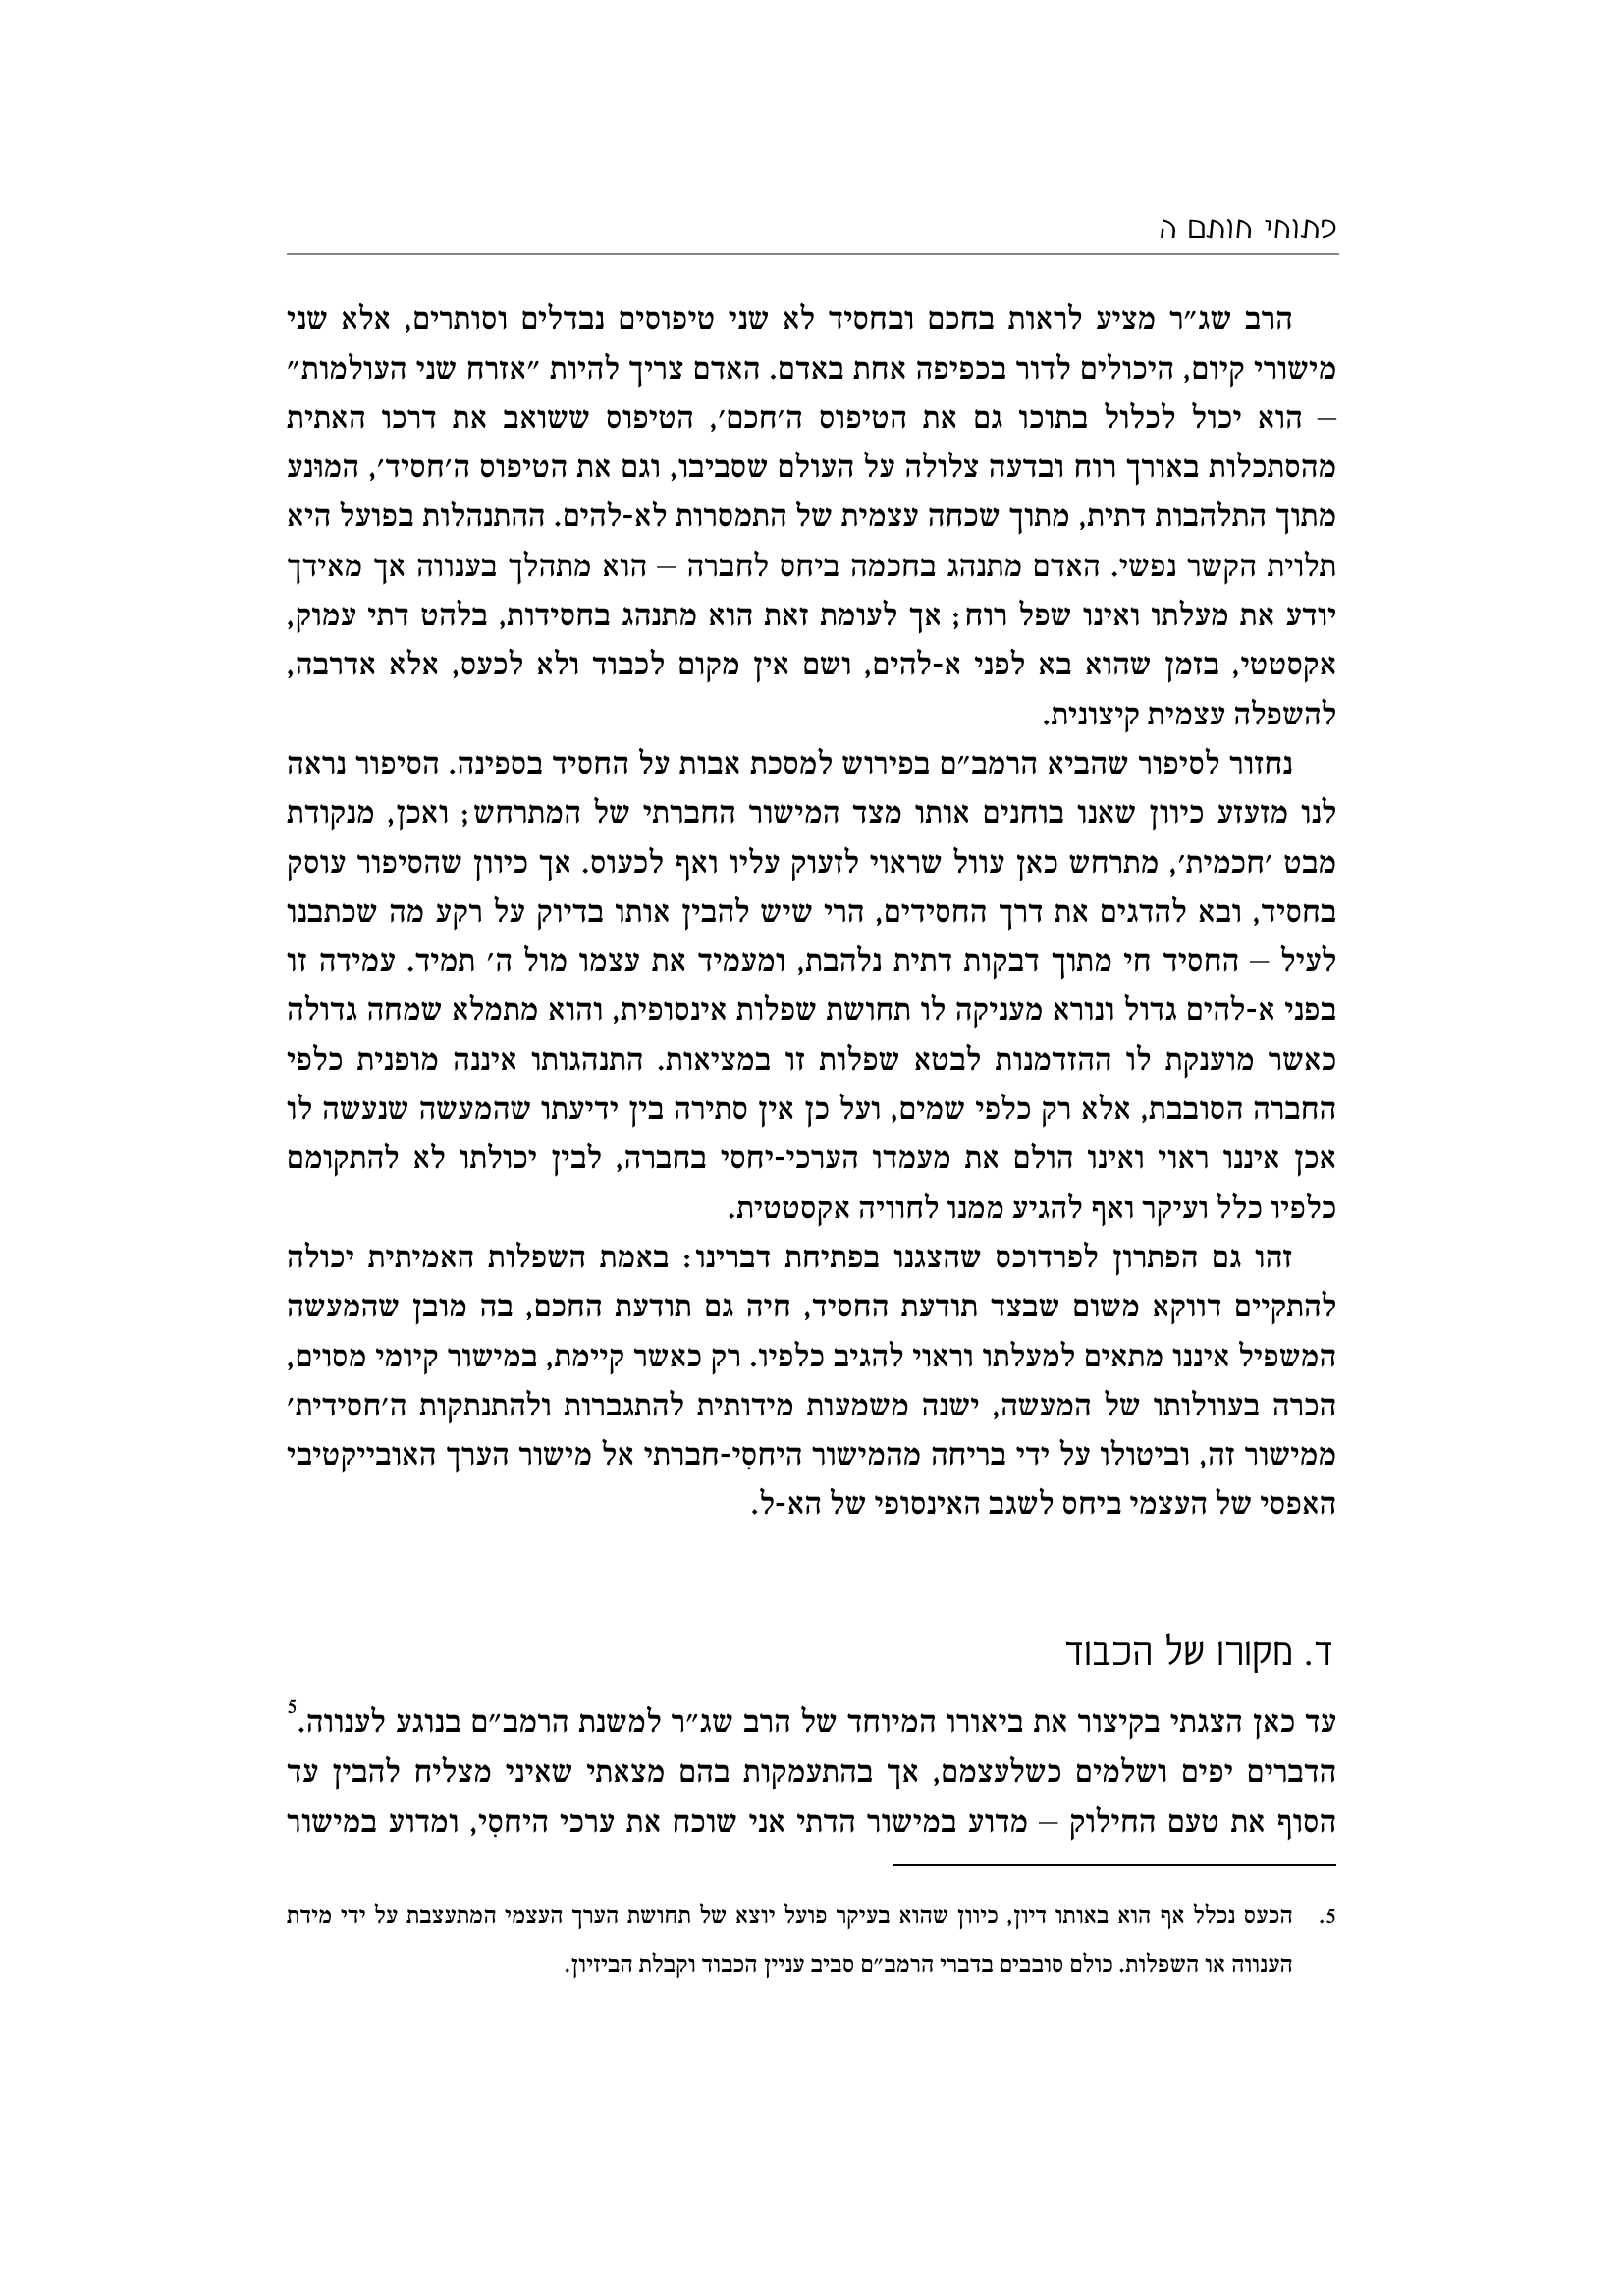 פתוחי חותם ה
הרב שג״ר מציע לראות בחכם ובחסיד לא שני טיפוסים נבדלים וסותרים, אלא שני
מישורי קיום, היכולים לדור בכפיפה אחת באדם. האדם צריך להיות ״אזרח שני העולמות״
– הוא יכול לכלול בתוכו גם את הטיפוס ה׳חכם׳, הטיפוס ששואב את דרכו האתית
מהסתכלות באורך רוח ובדעה צלולה על העולם שסביבו, וגם את הטיפוס ה׳חסיד׳, המוּנע
מתוך התלהבות דתית, מתוך שכחה עצמית של התמסרות לא-להים. ההתנהלות בפועל היא
תלוית הקשר נפשי. האדם מתנהג בחכמה ביחס לחברה – הוא מתהלך בענווה אך מאידך
יודע את מעלתו ואינו שפל רוח; אך לעומת זאת הוא מתנהג בחסידות, בלהט דתי עמוק,
אקסטטי, בזמן שהוא בא לפני א-להים, ושם אין מקום לכבוד ולא לכעס, אלא אדרבה,
להשפלה עצמית קיצונית.
נחזור לסיפור שהביא הרמב״ם בפירוש למסכת אבות על החסיד בספינה. הסיפור נראה
לנו מזעזע כיוון שאנו בוחנים אותו מצד המישור החברתי של המתרחש; ואכן, מנקודת
מבט ׳חכמית׳, מתרחש כאן עוול שראוי לזעוק עליו ואף לכעוס. אך כיוון שהסיפור עוסק
בחסיד, ובא להדגים את דרך החסידים, הרי שיש להבין אותו בדיוק על רקע מה שכתבנו
לעיל – החסיד חי מתוך דבקות דתית נלהבת, ומעמיד את עצמו מול ה׳ תמיד. עמידה זו
בפני א-להים גדול ונורא מעניקה לו תחושת שפלות אינסופית, והוא מתמלא שמחה גדולה
כאשר מוענקת לו ההזדמנות לבטא שפלות זו במציאות. התנהגותו איננה מופנית כלפי
החברה הסובבת, אלא רק כלפי שמים, ועל כן אין סתירה בין ידיעתו שהמעשה שנעשה לו
אכן איננו ראוי ואינו הולם את מעמדו הערכי-יחסי בחברה, לבין יכולתו לא להתקומם
כלפיו כלל ועיקר ואף להגיע ממנו לחוויה אקסטטית.
זהו גם הפתרון לפרדוכס שהצגנו בפתיחת דברינו: באמת השפלות האמיתית יכולה
להתקיים דווקא משום שבצד תודעת החסיד, חיה גם תודעת החכם, בה מובן שהמעשה
המשפיל איננו מתאים למעלתו וראוי להגיב כלפיו. רק כאשר קיימת, במישור קיומי מסוים,
הכרה בעוולותו של המעשה, ישנה משמעות מידותית להתגברות ולהתנתקות ה׳חסידית׳
ממישור זה, וביטולו על ידי בריחה מהמישור היחסִי-חברתי אל מישור הערך האובייקטיבי
האפסי של העצמי ביחס לשגב האינסופי של הא-ל.
ד. מקורו של הכבוד
עד כאן הצגתי בקיצור את ביאורו המיוחד של הרב שג״ר למשנת הרמב״ם בנוגע לענווה.5
הדברים יפים ושלמים כשלעצמם, אך בהתעמקות בהם מצאתי שאיני מצליח להבין עד
הסוף את טעם החילוק – מדוע במישור הדתי אני שוכח את ערכי היחסִי, ומדוע במישור
5. הכעס נכלל אף הוא באותו דיון, כיוון שהוא בעיקר פועל יוצא של תחושת הערך העצמי המתעצבת על ידי מידת
הענווה או השפלות. כולם סובבים בדברי הרמב״ם סביב עניין הכבוד וקבלת הביזיון.